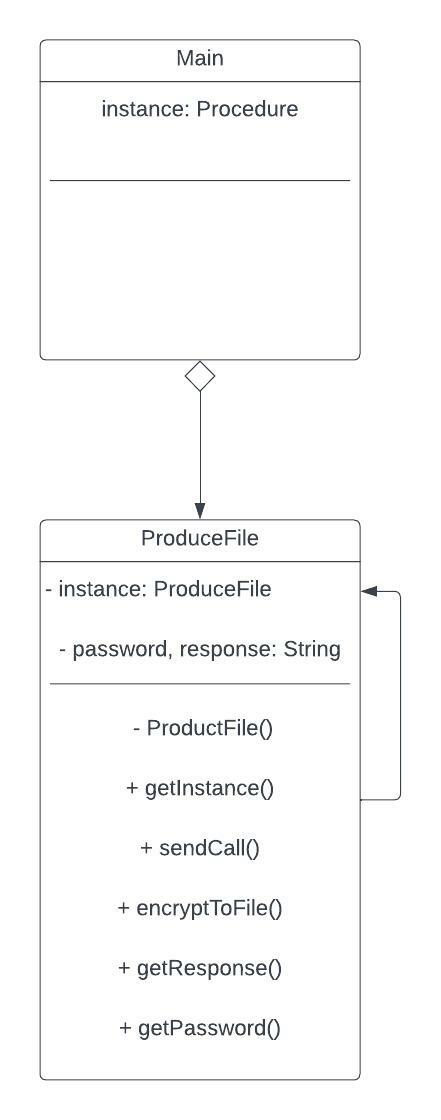 Main
instance: Procedure
ProduceFile
- instance: ProduceFile
- password, response: String
- ProductFile()
+ getInstance()
+ sendCall()
+ encryptToFile()
+ getResponse()
+ getPassword()